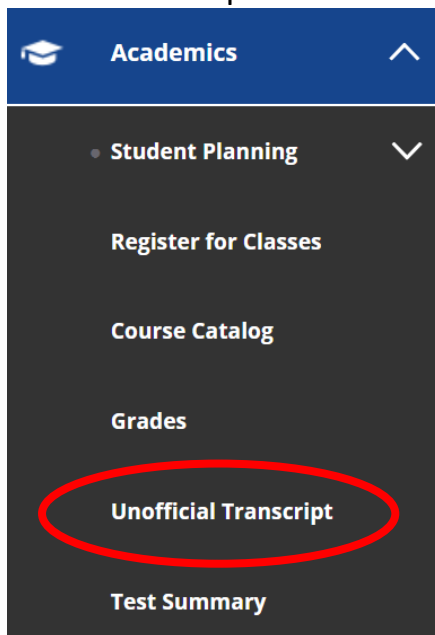 Academics
Student Planning
Register for Classes
Course Catalog
Grades
Unofficial Transcript
Test Summary